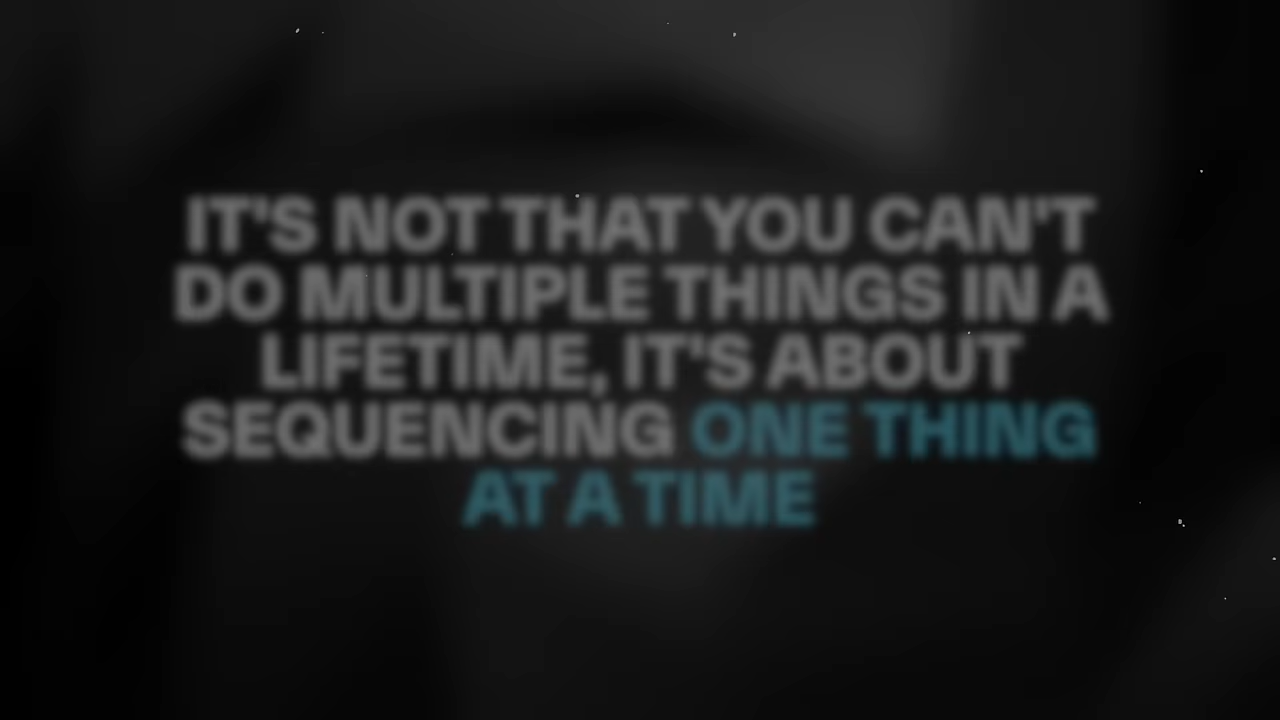 IT'S NOT THAT YOU CAN'T
DO MULTIPLE THINGS IN A
LIFETIME, IT'S ABOUT
SEQUENCING ONE THING
AT A TIME